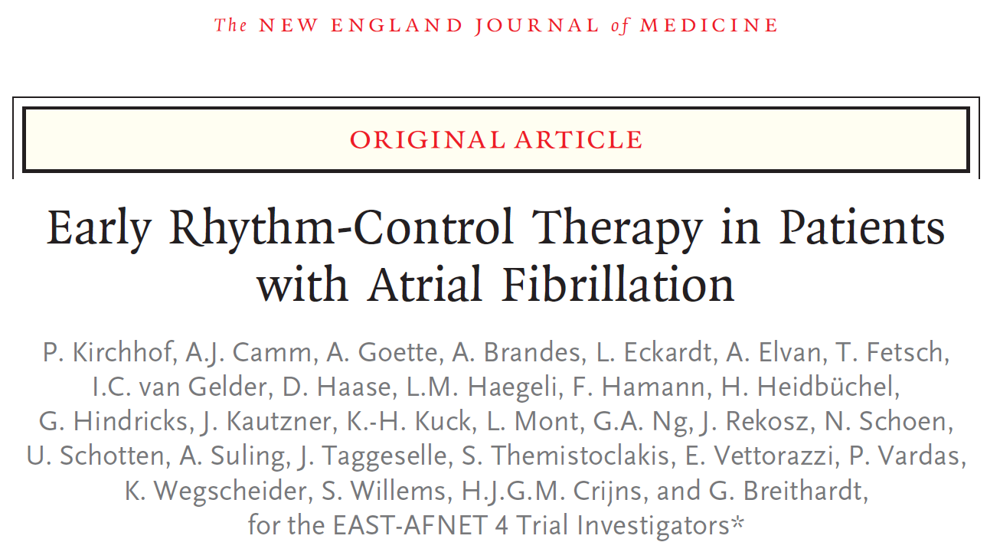 The NEW ENGLAND JOURNAL of MEDICINE
ORIGINAL ARTICLE
Early Rhythm-Control Therapy in Patients
with Atrial Fibrillation
P. Kirchhof, A.J. Camm, A. Goette, A. Brandes, L. Eckardt, A. Elvan, T. Fetsch,
I.C. van Gelder, D. Haase, L.M. Haegeli, F. Hamann, H. Heidbüchel,
G. Hindricks, J. Kautzner, K.-H. Kuck, L. Mont, G.A. Ng, J. Rekosz, N. Schoen,
U. Schotten, A. Suling, J. Taggeselle, S. Themistoclakis, E. Vettorazzi, P. Vardas,
K. Wegscheider, S. Willems, H.J.G.M. Crijns, and G. Breithardt,
for the EAST-AFNET 4 Trial Investigators*